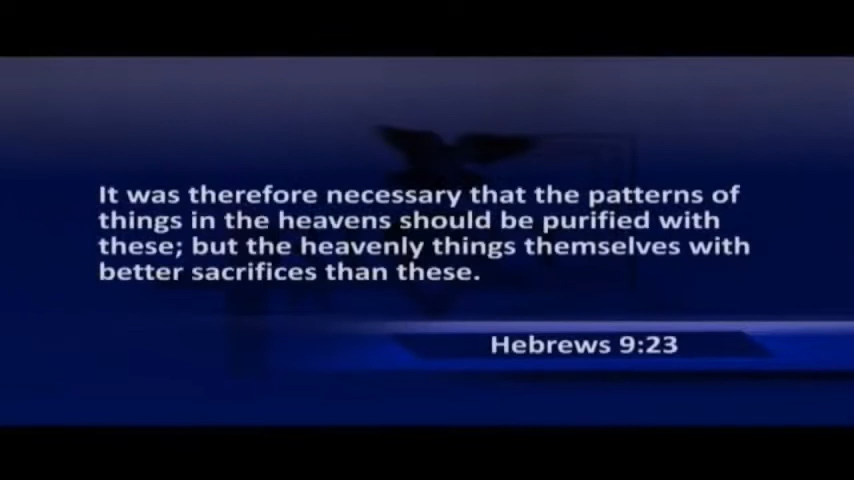 It was therefore necessary that the patterns of
things in the heavens should be purified with
these; but the heavenly things themselves with
better sacrifices than these.
Hebrews 9:23